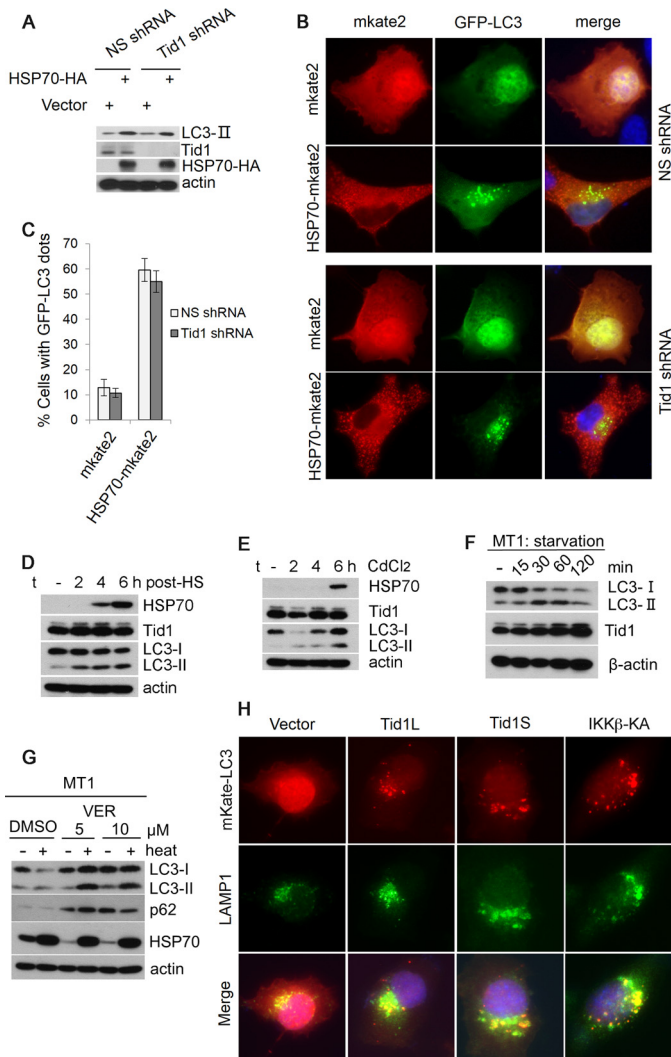 A
NS shRNA
Tid1 shRNA
HSP70-HA
+
+
Vector
+
+
LC3-II
Tid1
HSP70-HA
actin
B
mkate2
GFP-LC3
merge
mkate2
HSP70-mkate2
NS shRNA
mkate2
HSP70-mkate2
Tid1 shRNA
C
% Cells with GFP-LC3 dots
70
60
50
40
30
20
10
0
NS shRNA
Tid1 shRNA
mkate2
HSP70-mkate2
D
t - 2 4 6 h post-HS
HSP70
Tid1
LC3-I
LC3-II
actin
E
t - 2 4 6 h CdCl2
HSP70
Tid1
LC3-I
LC3-II
actin
F
MT1: starvation
- 15 30 60 120 min
LC3- I
LC3- II
Tid1
β-actin
G
MT1
VER
DMSO 5 10 µM
- + - + - + heat
LC3-I
LC3-II
p62
HSP70
actin
H
Vector
Tid1L
Tid1S
IKKβ-KA
mKate-LC3
LAMP1
Merge